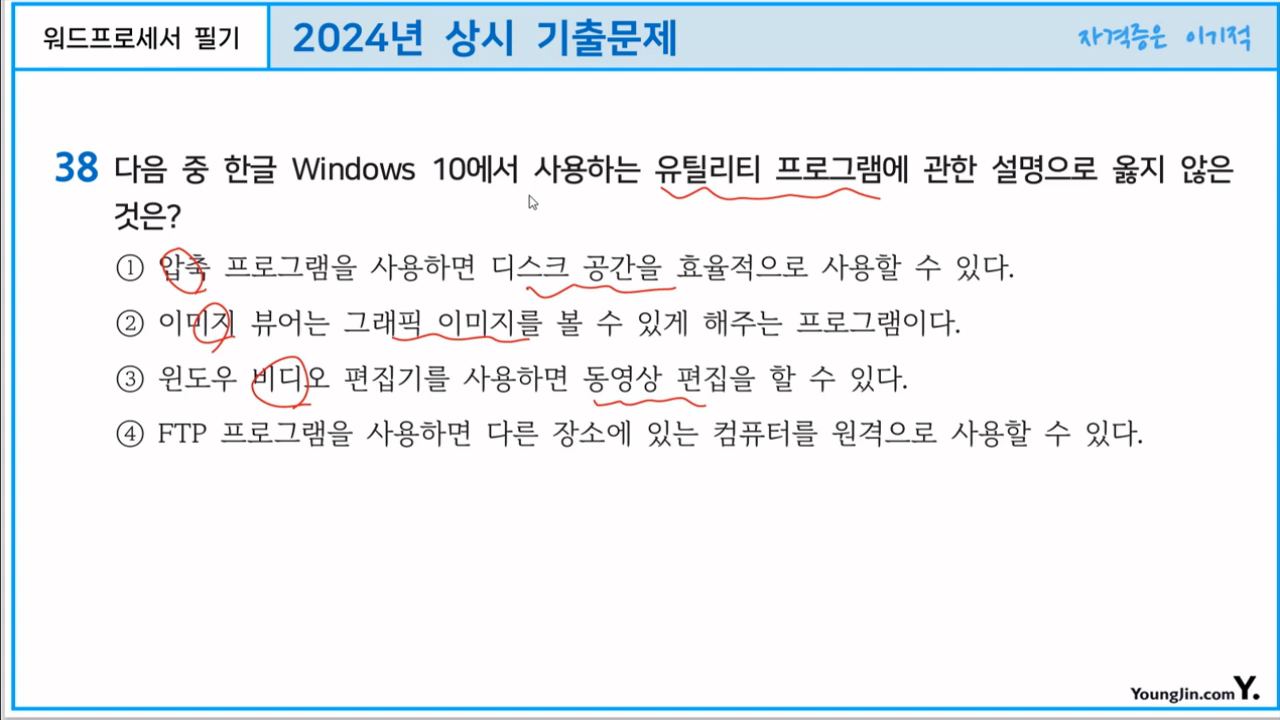 워드프로세서 필기
2024년 상시 기출문제
자격증은 이기적
38 다음 중 한글 Windows 10에서 사용하는 유틸리티 프로그램에 관한 설명으로 옳지 않은
것은?
① 압축 프로그램을 사용하면 디스크 공간을 효율적으로 사용할 수 있다.
② 이미지 뷰어는 그래픽 이미지를 볼 수 있게 해주는 프로그램이다.
③ 윈도우 비디오 편집기를 사용하면 동영상 편집을 할 수 있다.
④ FTP 프로그램을 사용하면 다른 장소에 있는 컴퓨터를 원격으로 사용할 수 있다.
YoungJin.com Y.